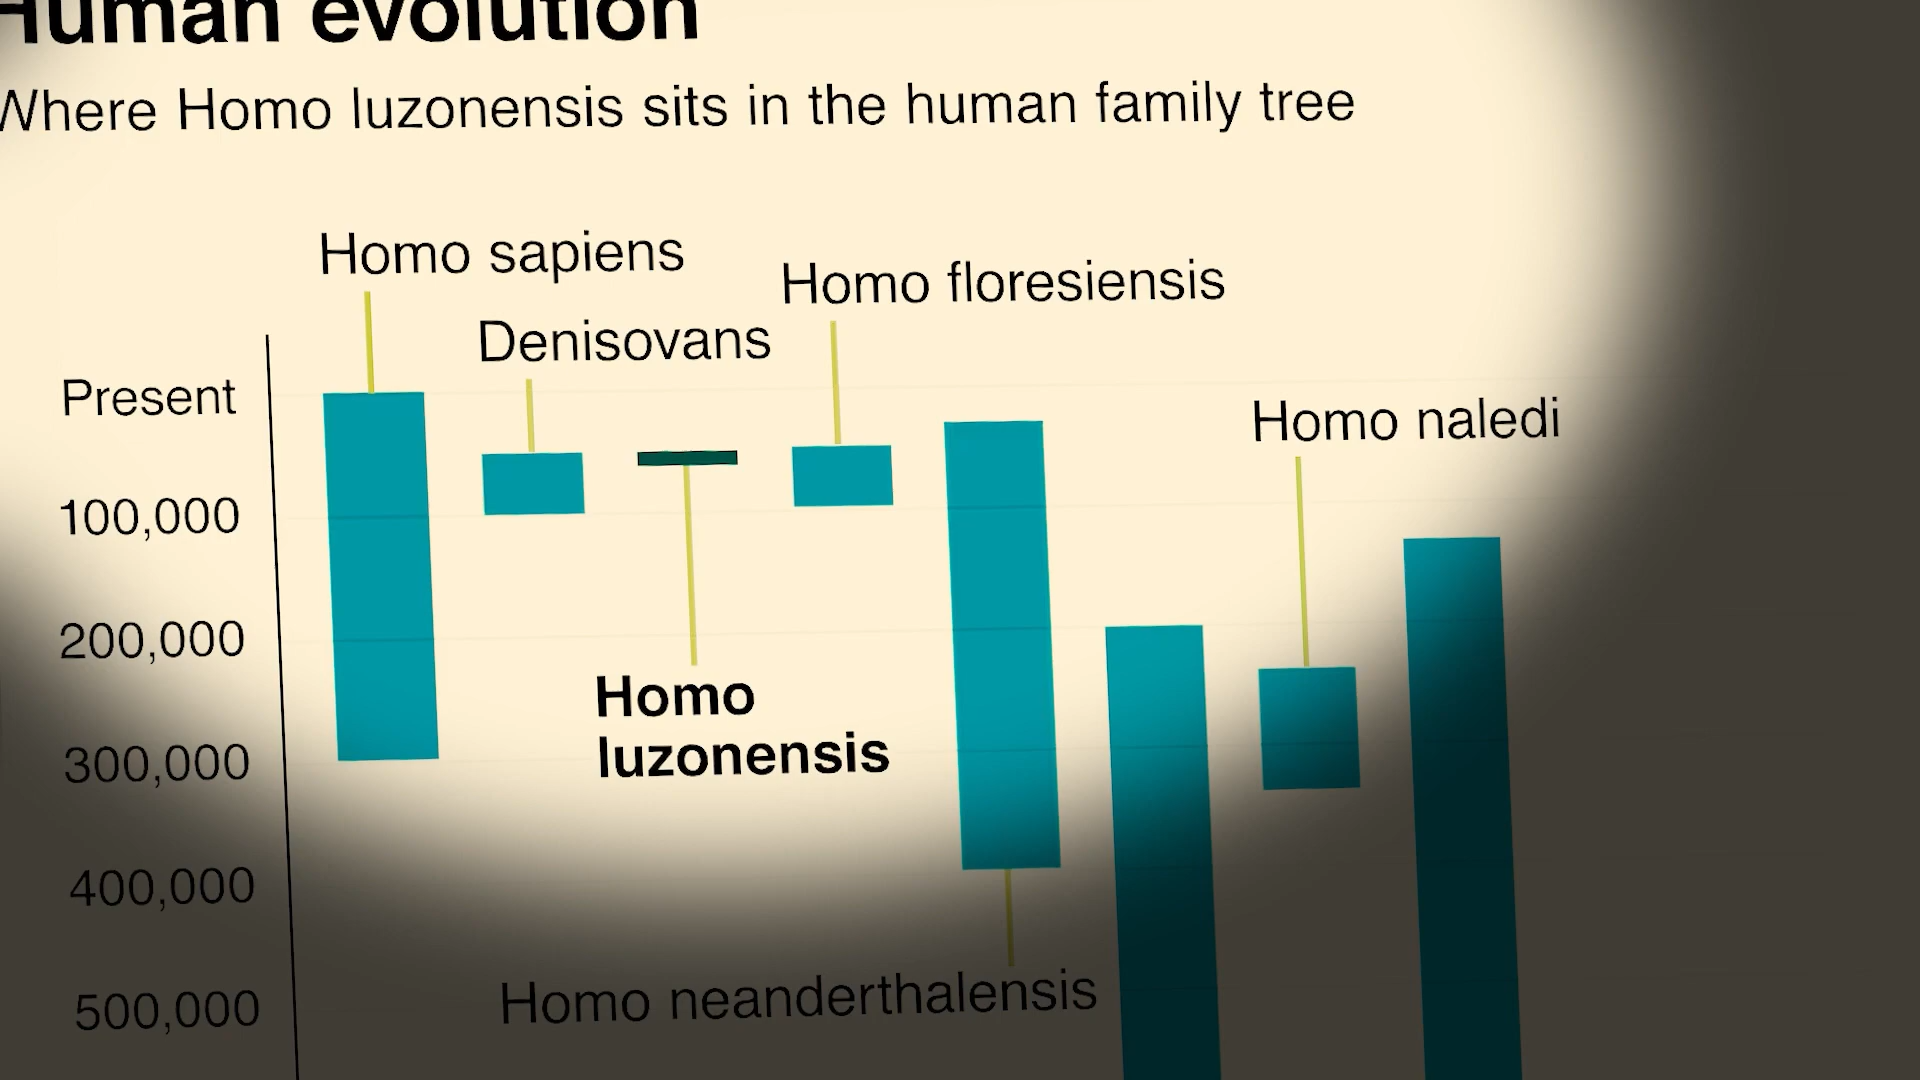 Human evolution
Where Homo luzonensis sits in the human family tree
Homo sapiens
Homo floresiensis
Denisovans
Present
Homo naledi
100,000
200,000
Homo
luzonensis
300,000
400,000
500,000
Homo neanderthalensis